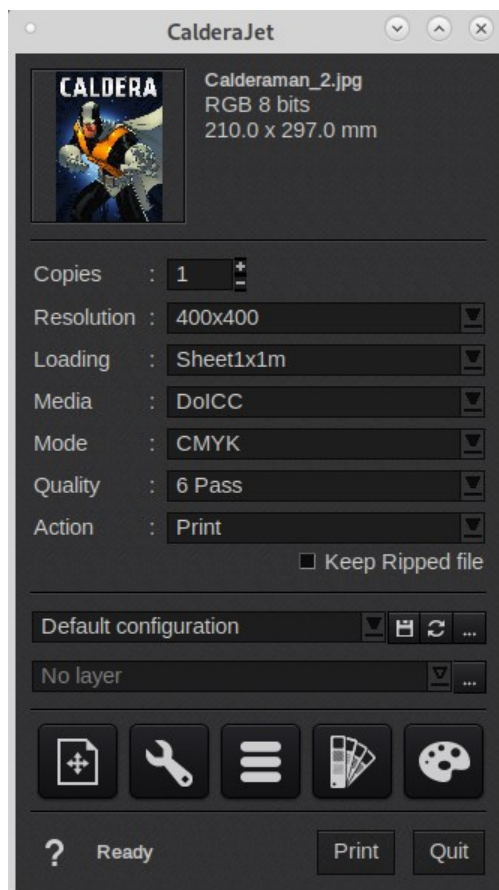 CalderaJet
CALDERA
Calderaman_2.jpg
RGB 8 bits
210.0 x 297.0 mm
Copies : 1
Resolution : 400x400
Loading : Sheet1x1m
Media : DoICC
Mode : CMYK
Quality : 6 Pass
Action : Print
Keep Ripped file
Default configuration ...
No layer ...
? Ready Print Quit